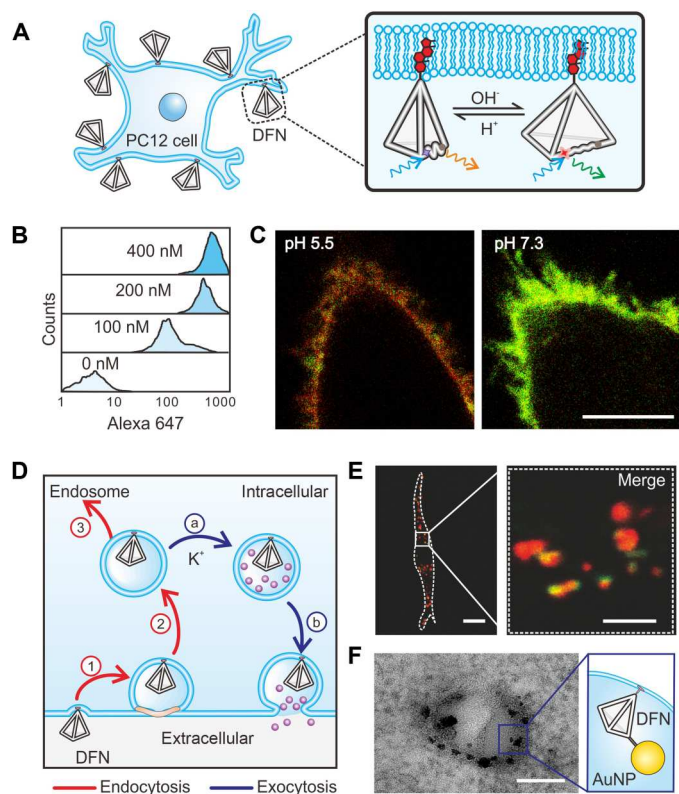 A
PC12 cell
DFN
OH⁻
H⁺
B
400 nM
200 nM
100 nM
0 nM
Counts
1 10 100 1000
Alexa 647
C
pH 5.5
pH 7.3
D
Endosome
Intracellular
3
a
K⁺
2
b
1
DFN
Extracellular
Endocytosis
Exocytosis
E
Merge
F
DFN
AuNP